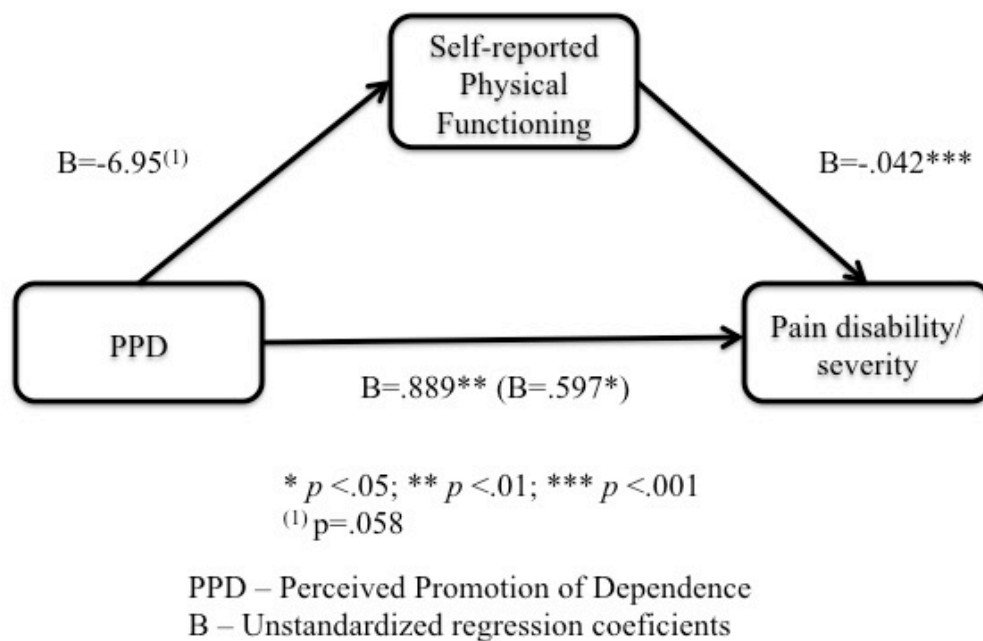 Self-reported
Physical
Functioning
B=-6.95(1)
B=-.042***
PPD
Pain disability/
severity
B=.889** (B=.597*)
* p <.05; ** p <.01; *** p <.001
(1) p=.058
PPD – Perceived Promotion of Dependence
B – Unstandardized regression coeficients